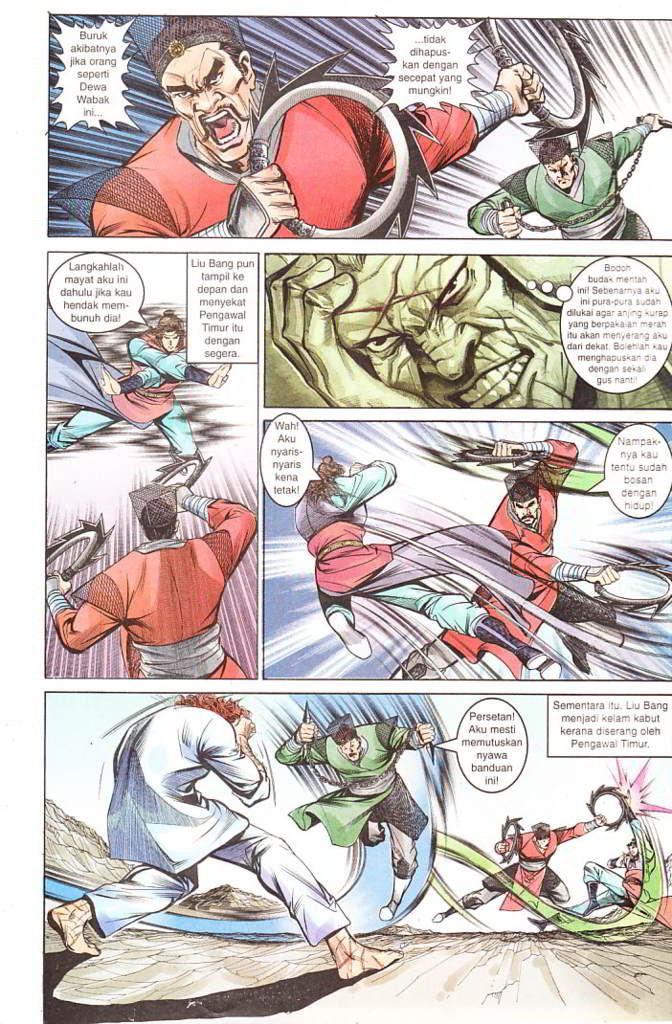 Buruk
akibatnya
jika orang
seperti
Dewa
Wabak
ini...
...tidak
dihapus-
kan dengan
secepat yang
mungkin!
Langkahlah
mayat aku ini
dahulu jika kau
hendak mem-
bunuh dia!
Liu Bang pun
tampil ke
depan dan
menyekat
Pengawal
Timur itu
dengan
segera.
Bodoh
budak mentah
ini! Sebenarnya aku
ini pura-pura sudah
dilukai agar anjing kurap
yang berpakaian merah
itu akan menyerang aku
dari dekat. Bolehlah kau
menghapuskan dia
dengan sekali
gus nanti!
Wah!
Aku
nyaris-
nyaris
kena
tetak!
Nampak-
nya kau
tentu sudah
bosan
dengan
hidup!
Persetan!
Aku mesti
memutuskan
nyawa
banduan
ini!
Sementara itu, Liu Bang
menjadi kelam kabut
kerana diserang oleh
Pengawal Timur.